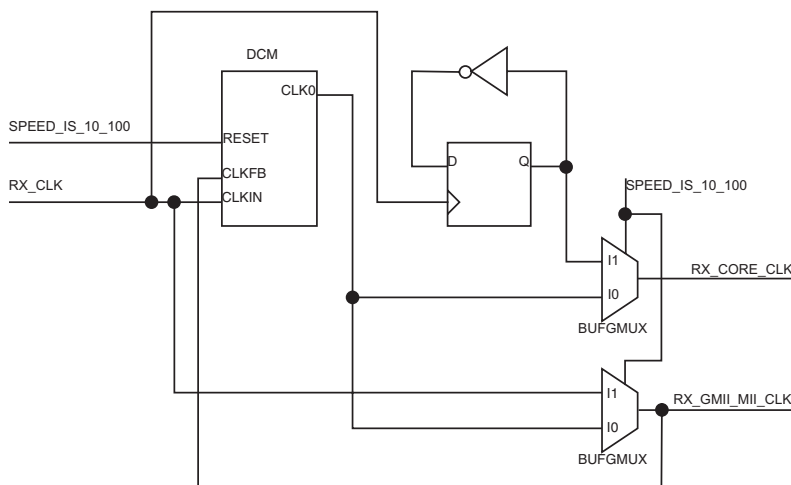 DCM
CLK0
SPEED_IS_10_100
RESET
CLKFB
RX_CLK
CLKIN
D
Q
SPEED_IS_10_100
I1
RX_CORE_CLK
I0
BUFGMUX
I1
RX_GMII_MII_CLK
I0
BUFGMUX